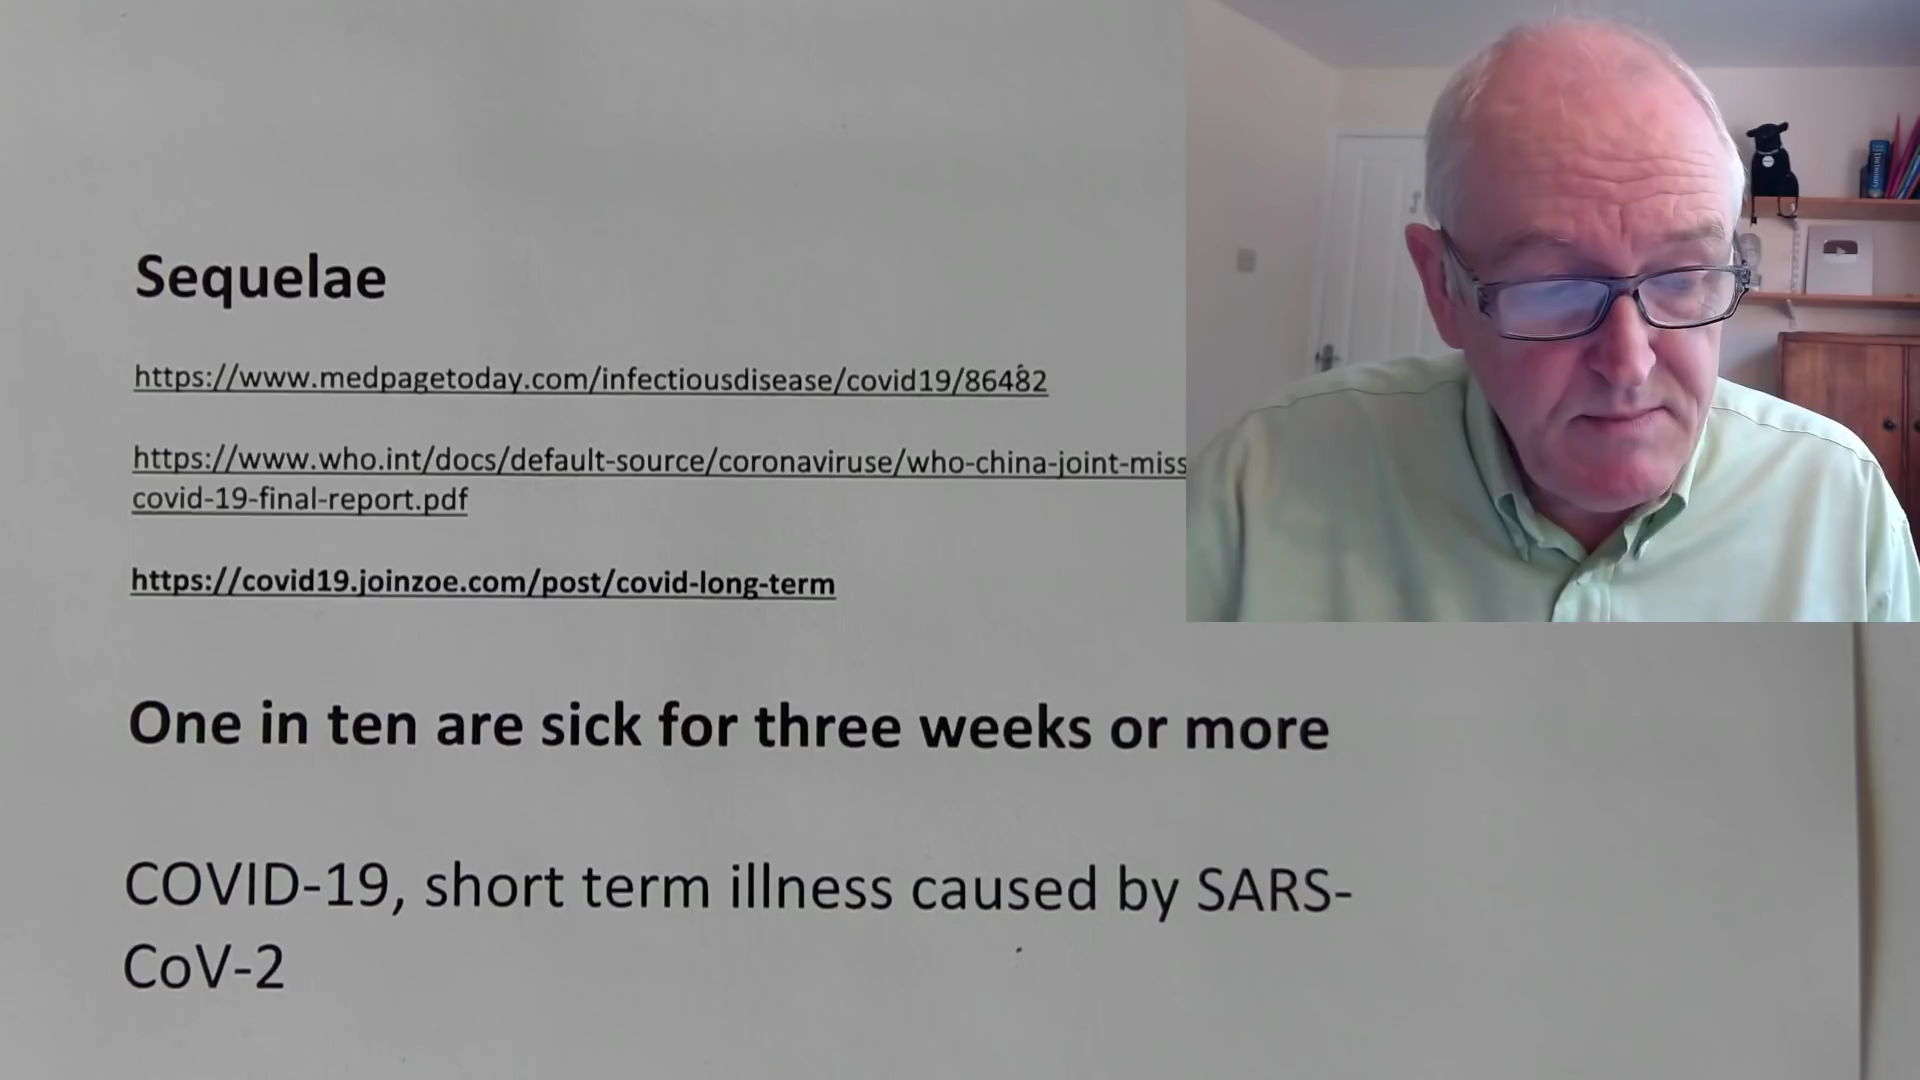 Sequelae
https://www.medpagetoday.com/infectiousdisease/covid19/86482
https://www.who.int/docs/default-source/coronaviruse/who-china-joint-miss
covid-19-final-report.pdf
https://covid19.joinzoe.com/post/covid-long-term
One in ten are sick for three weeks or more
COVID-19, short term illness caused by SARS-
CoV-2